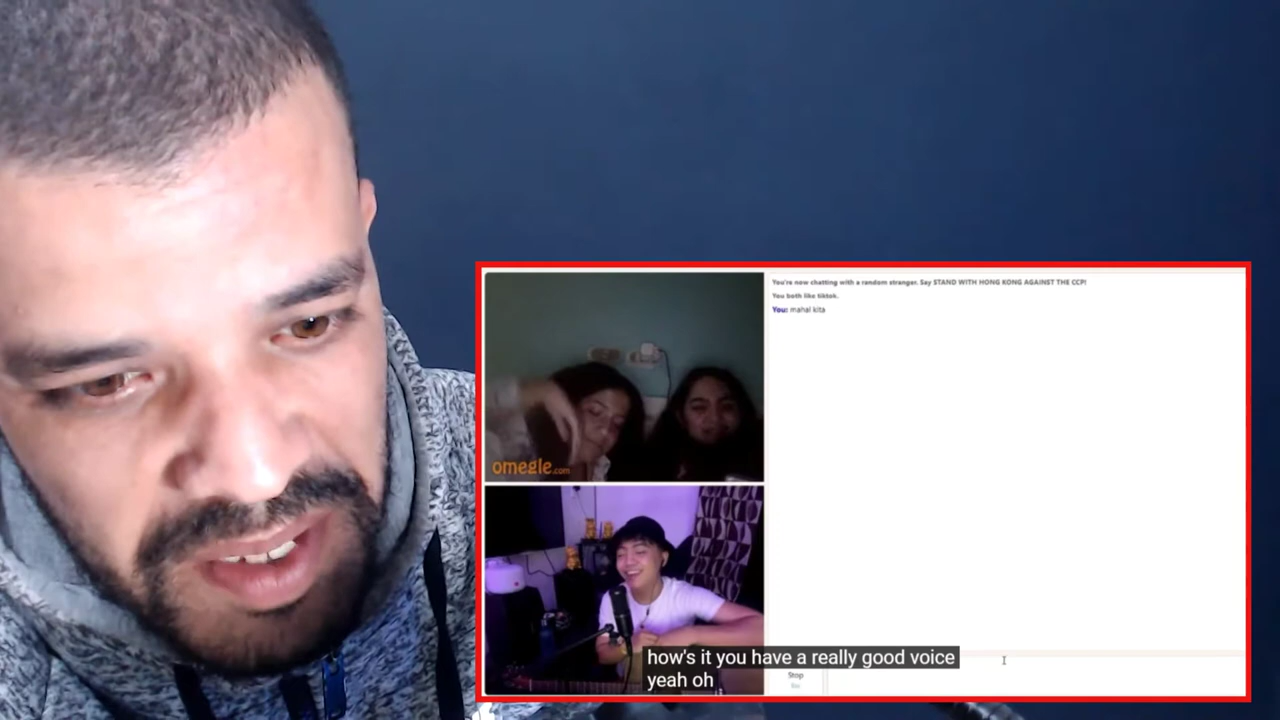 You're now chatting with a random stranger. Say STAND WITH HONG KONG AGAINST THE CCP!
You both like tiktok.
You: mahal kita
omegle.com
how's it you have a really good voice
yeah oh
Stop